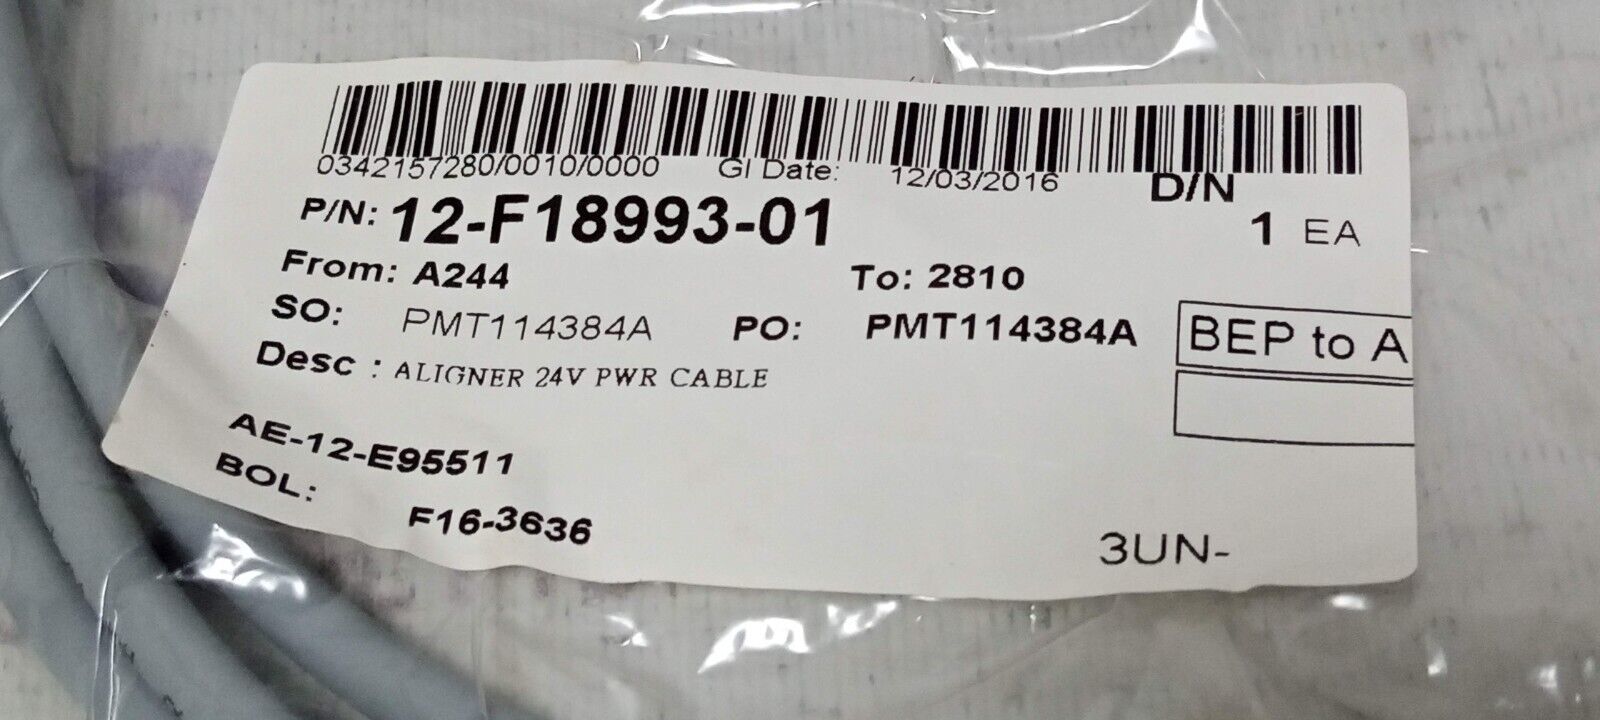 0342157280/0010/0000 GI Date: 12/03/2016 D/N
P/N: 12-F18993-01 1 EA
From: A244 To: 2810
SO: PMT114384A PO: PMT114384A BEP to A
Desc : ALIGNER 24V PWR CABLE
AE-12-E95511
BOL: F16-3636
3UN-